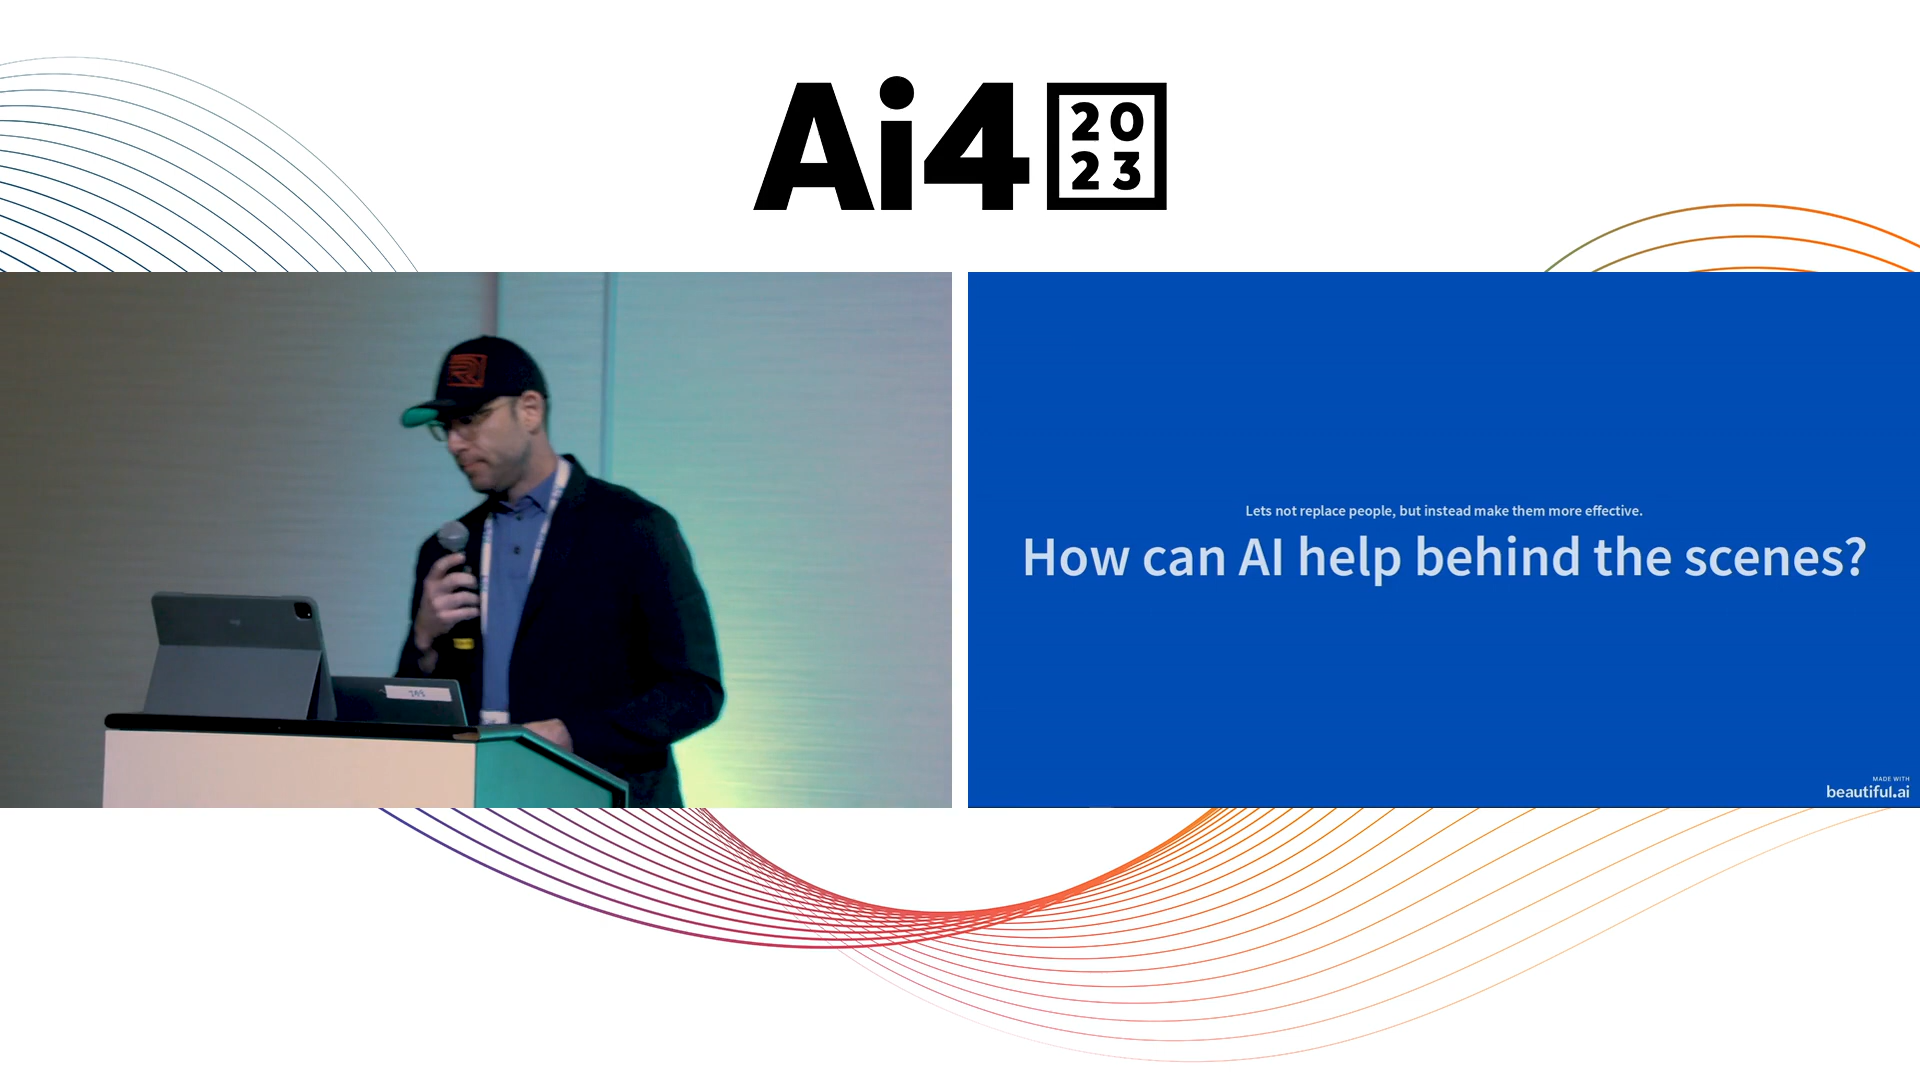 Ai4
20
23
Lets not replace people, but instead make them more effective.
How can AI help behind the scenes?
MADE WITH
beautiful.ai